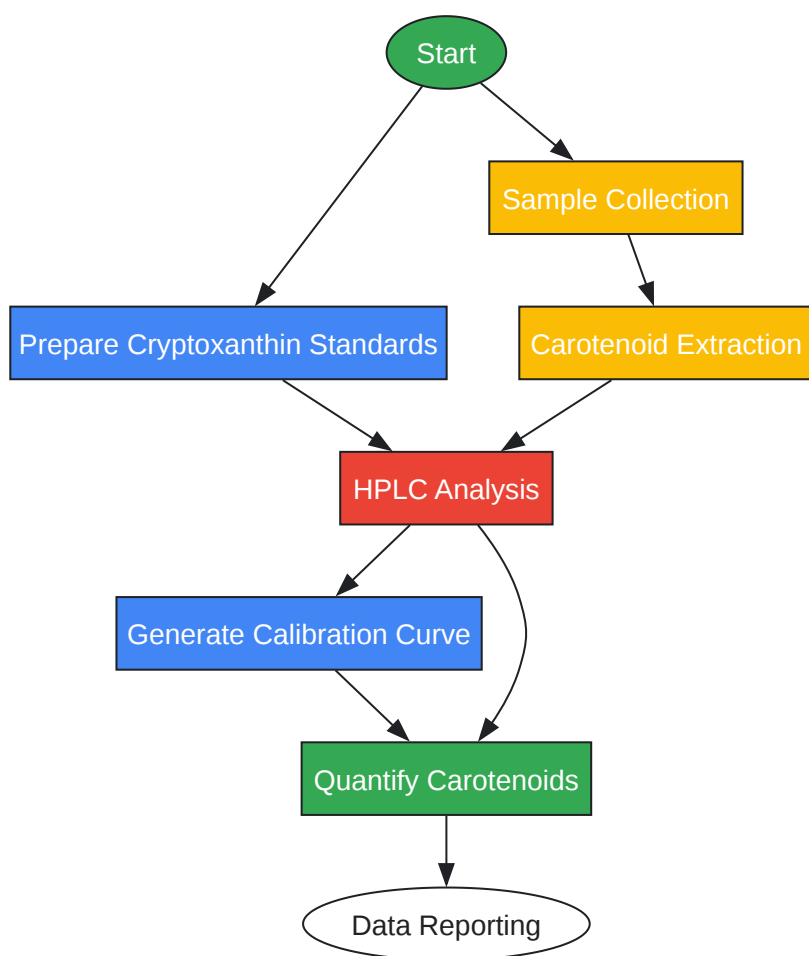 Start
Sample Collection
Prepare Cryptoxanthin Standards
Carotenoid Extraction
HPLC Analysis
Generate Calibration Curve
Quantify Carotenoids
Data Reporting